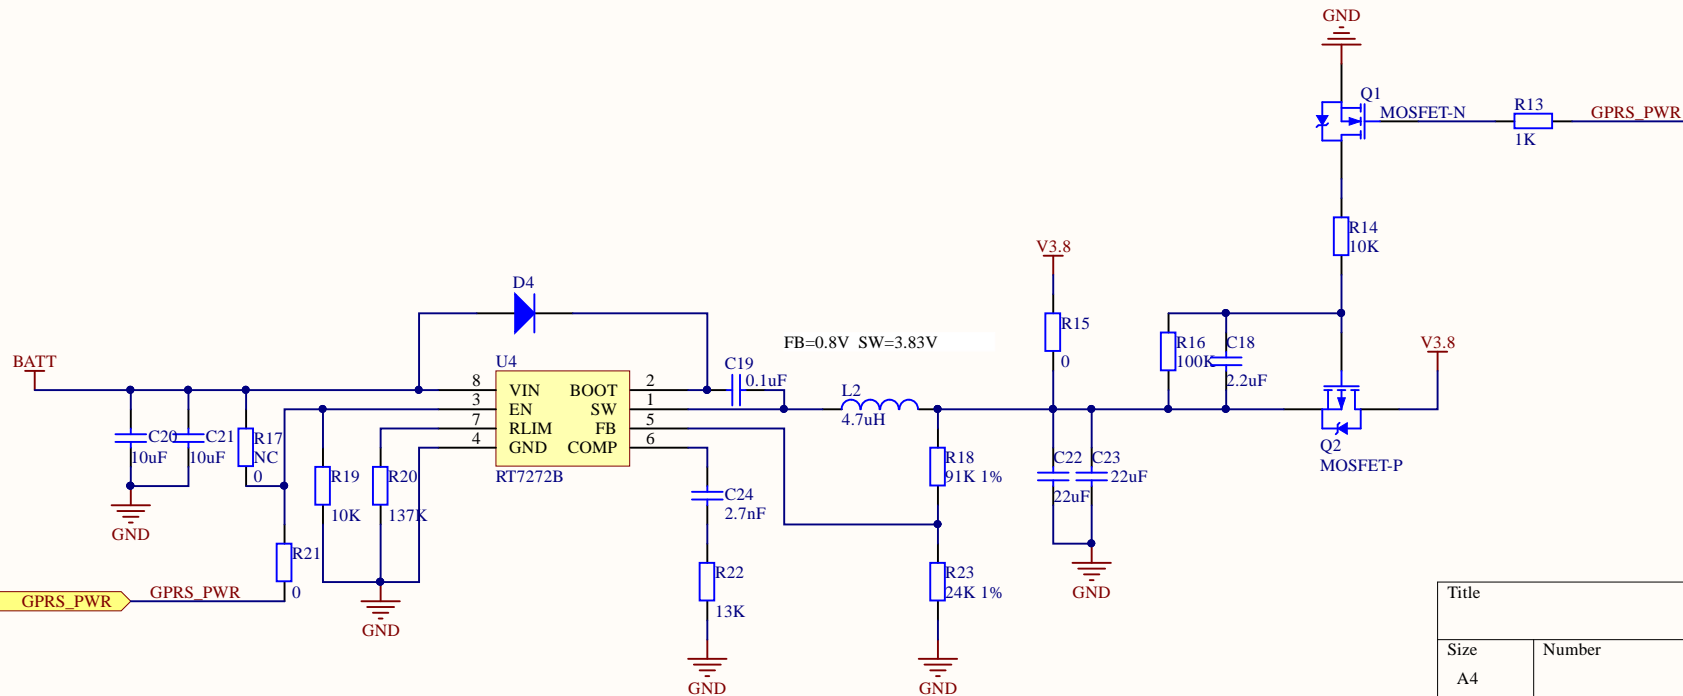 GND
Q1
MOSFET-N
R13
1K
GPRS_PWR
R14
10K
V3.8
R15
0
R16
100K
C18
2.2uF
V3.8
Q2
MOSFET-P
D4
FB=0.8V SW=3.83V
BATT
U4
8 VIN BOOT 2
3 EN SW 1
7 RLIM FB 5
4 GND COMP 6
RT7272B
C19
0.1uF
L2
4.7uH
C20
10uF
C21
10uF
R17
NC
0
GND
R19
10K
R20
137K
GND
R21
0
GPRS_PWR
GPRS_PWR
C24
2.7nF
R22
13K
GND
R18
91K 1%
R23
24K 1%
GND
C22
22uF
C23
22uF
GND
Title
Size
Number
A4